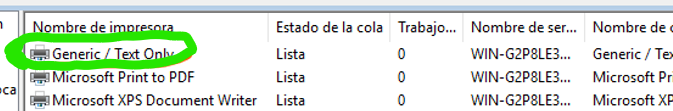 Nombre de impresora Estado de la cola Trabajo... Nombre de ser... Nombre de c
Generic / Text Only Lista 0 WIN-G2P8LE3... Generic / Text
Microsoft Print to PDF Lista 0 WIN-G2P8LE3... Microsoft Prin
Microsoft XPS Document Writer Lista 0 WIN-G2P8LE3... Microsoft XPS
oca